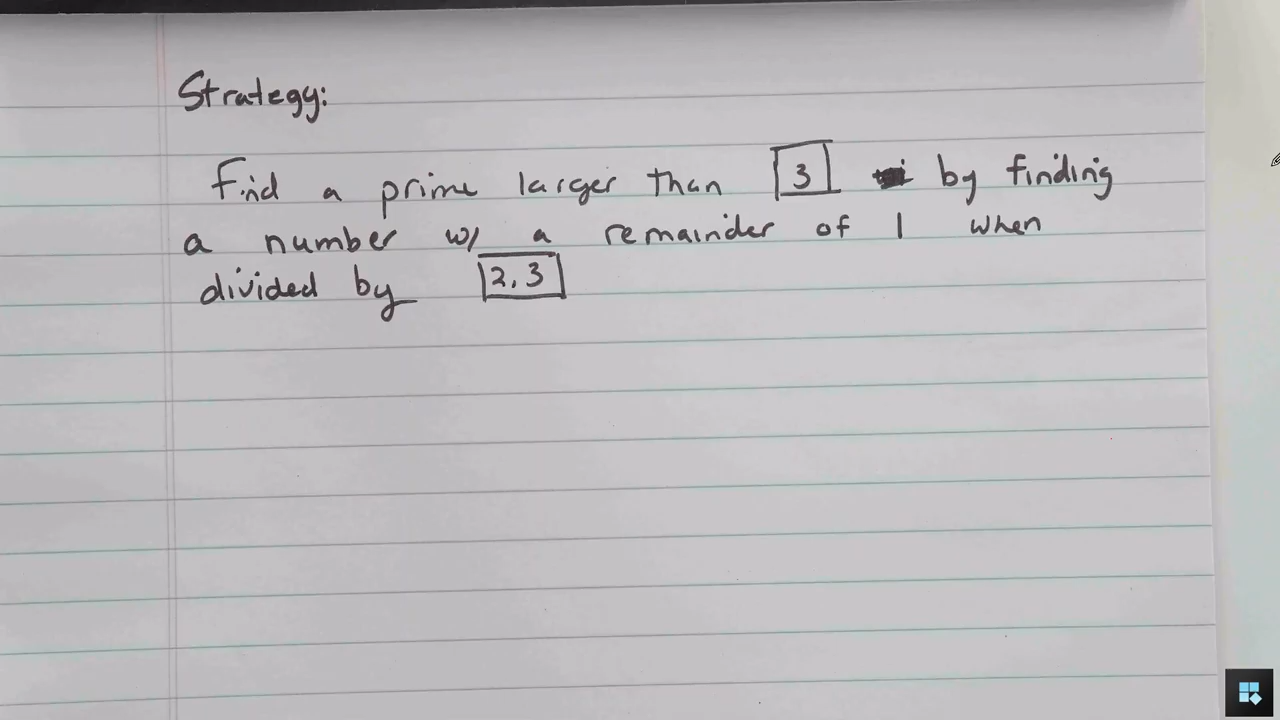 Strategy:
Find a prime larger than 3 by finding
a number w/ a remainder of 1 when
divided by 2, 3